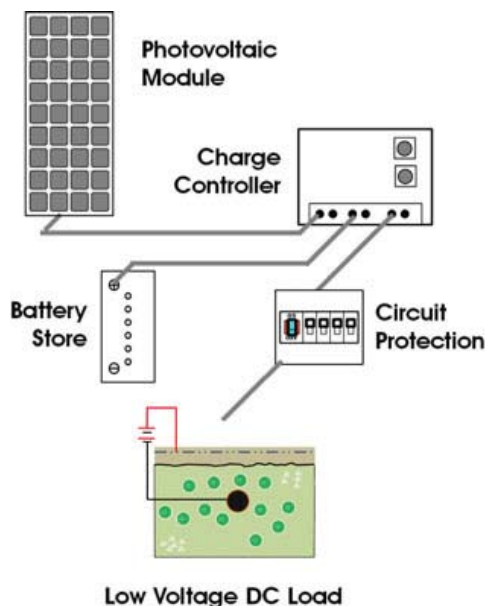 Photovoltaic
Module
Charge
Controller
Battery
Store
Circuit
Protection
Low Voltage DC Load